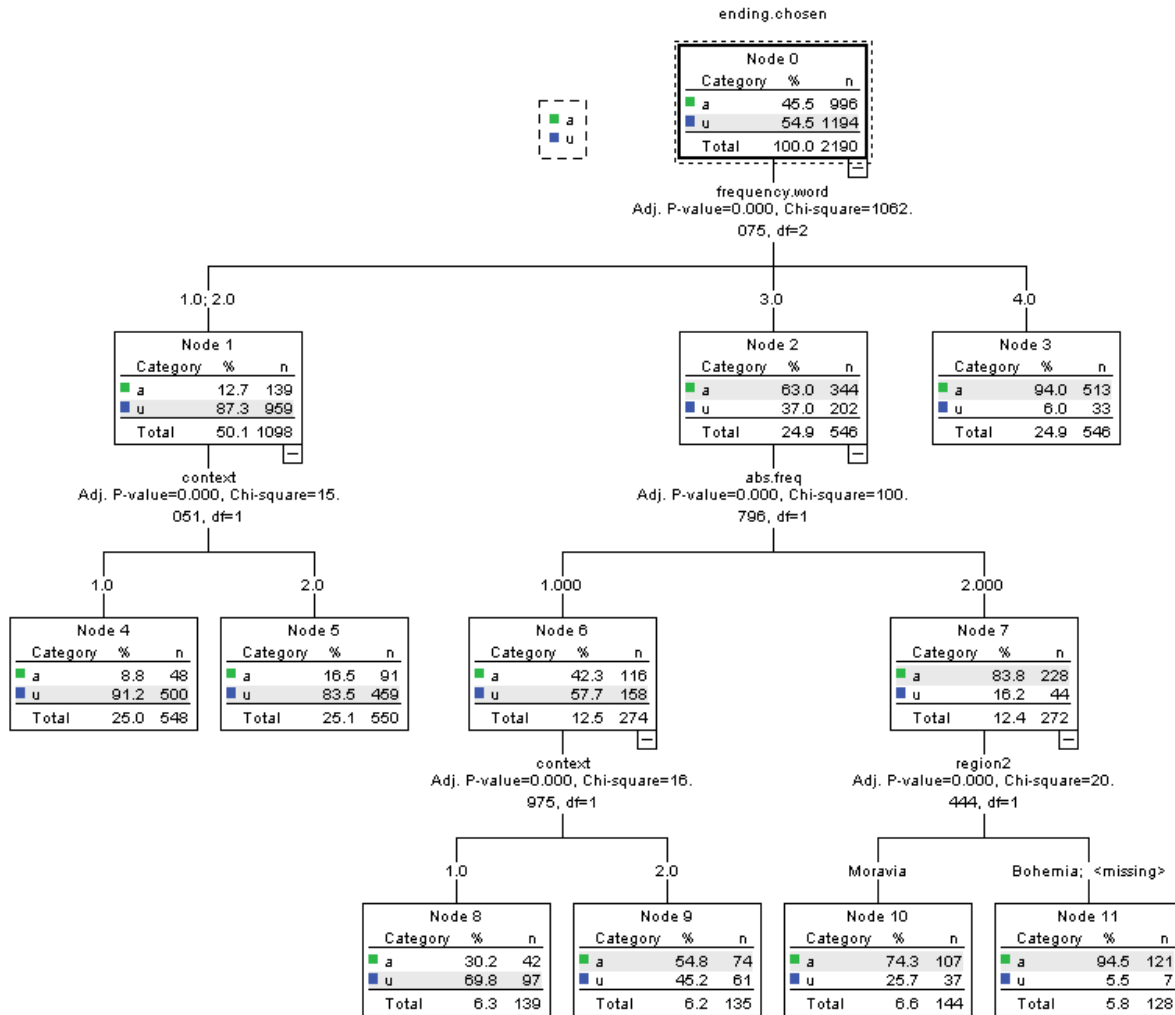 ending.chosen
Node 0
Category % n
a 45.5 996
u 54.5 1194
Total 100.0 2190
a
u
frequency.word
Adj. P-value=0.000, Chi-square=1062.
075, df=2
1.0; 2.0
3.0
4.0
Node 1
Category % n
a 12.7 139
u 87.3 959
Total 50.1 1098
Node 2
Category % n
a 63.0 344
u 37.0 202
Total 24.9 546
Node 3
Category % n
a 94.0 513
u 6.0 33
Total 24.9 546
context
Adj. P-value=0.000, Chi-square=15.
051, df=1
abs.freq
Adj. P-value=0.000, Chi-square=100.
796, df=1
1.0
2.0
1.000
2.000
Node 4
Category % n
a 8.8 48
u 91.2 500
Total 25.0 548
Node 5
Category % n
a 16.5 91
u 83.5 459
Total 25.1 550
Node 6
Category % n
a 42.3 116
u 57.7 158
Total 12.5 274
Node 7
Category % n
a 83.8 228
u 16.2 44
Total 12.4 272
context
Adj. P-value=0.000, Chi-square=16.
975, df=1
region2
Adj. P-value=0.000, Chi-square=20.
444, df=1
1.0
2.0
Moravia
Bohemia; <missing>
Node 8
Category % n
a 30.2 42
u 69.8 97
Total 6.3 139
Node 9
Category % n
a 54.8 74
u 45.2 61
Total 6.2 135
Node 10
Category % n
a 74.3 107
u 25.7 37
Total 6.6 144
Node 11
Category % n
a 94.5 121
u 5.5 7
Total 5.8 128